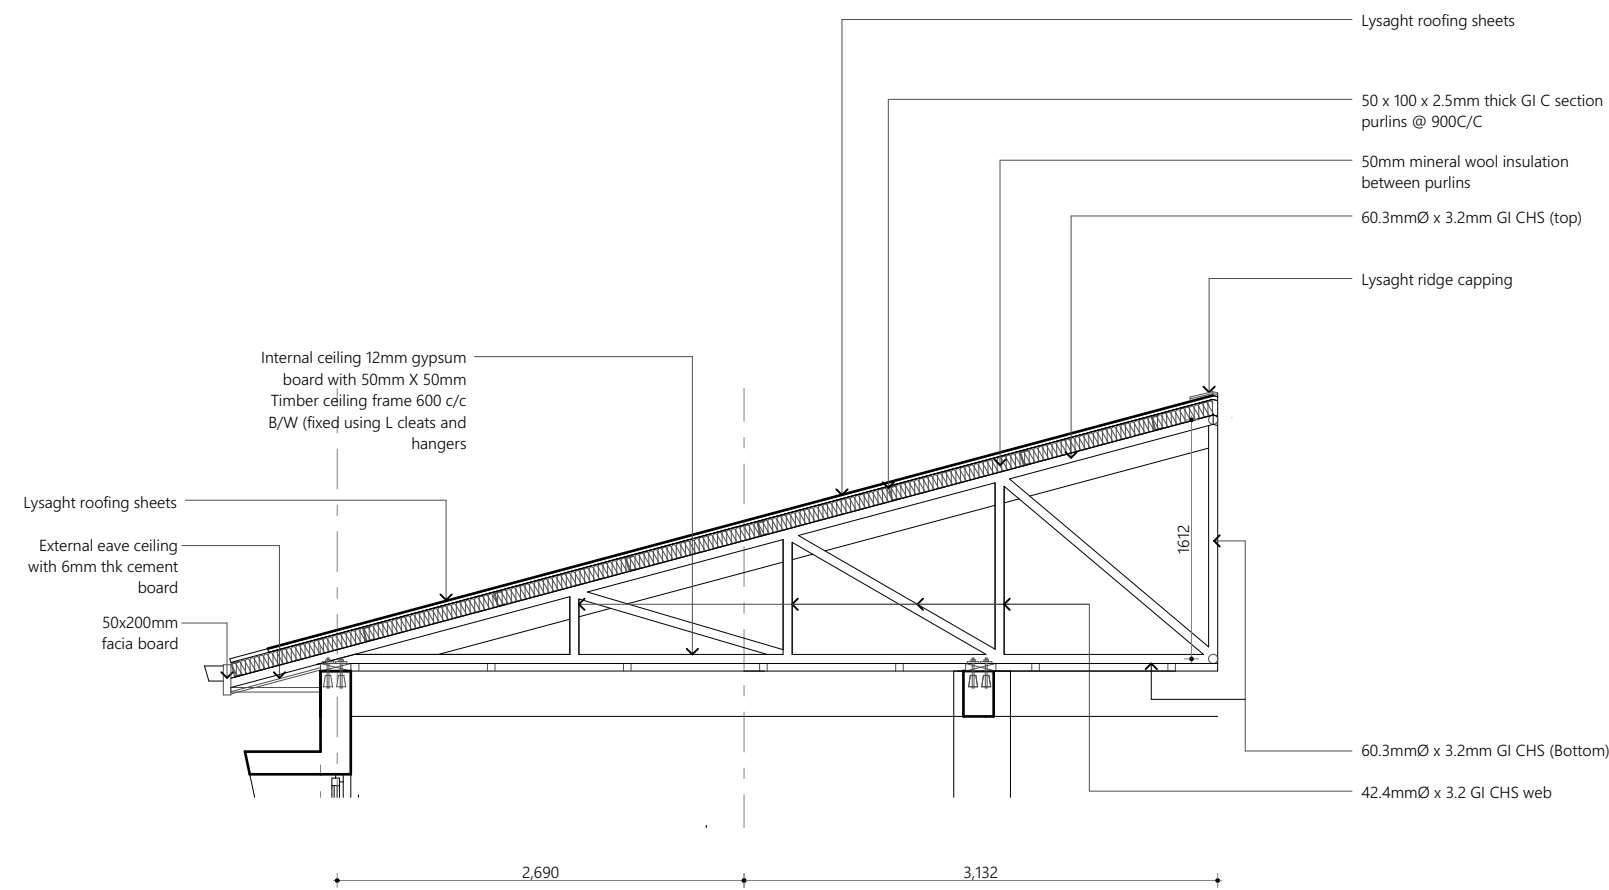 Lysaght roofing sheets
50 x 100 x 2.5mm thick GI C section
purlins @ 900C/C
50mm mineral wool insulation
between purlins
60.3mmØ x 3.2mm GI CHS (top)
Lysaght ridge capping
Internal ceiling 12mm gypsum
board with 50mm X 50mm
Timber ceiling frame 600 c/c
B/W (fixed using L cleats and
hangers
Lysaght roofing sheets
External eave ceiling
with 6mm thk cement
board
50x200mm
facia board
1612
60.3mmØ x 3.2mm GI CHS (Bottom)
42.4mmØ x 3.2 GI CHS web
2,690
3,132